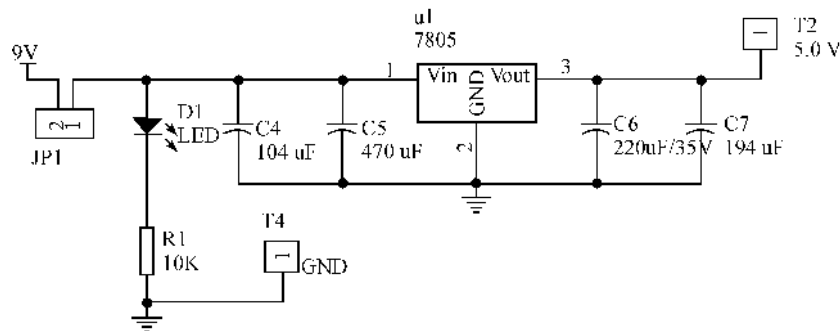 u1
7805
T2
5.0 V
1
9V
1
Vin
Vout
GND
3
2
2
1
JP1
D1
LED
C4
104 uF
C5
470 uF
C6
220uF/35V
C7
194 uF
R1
10K
T4
1
GND